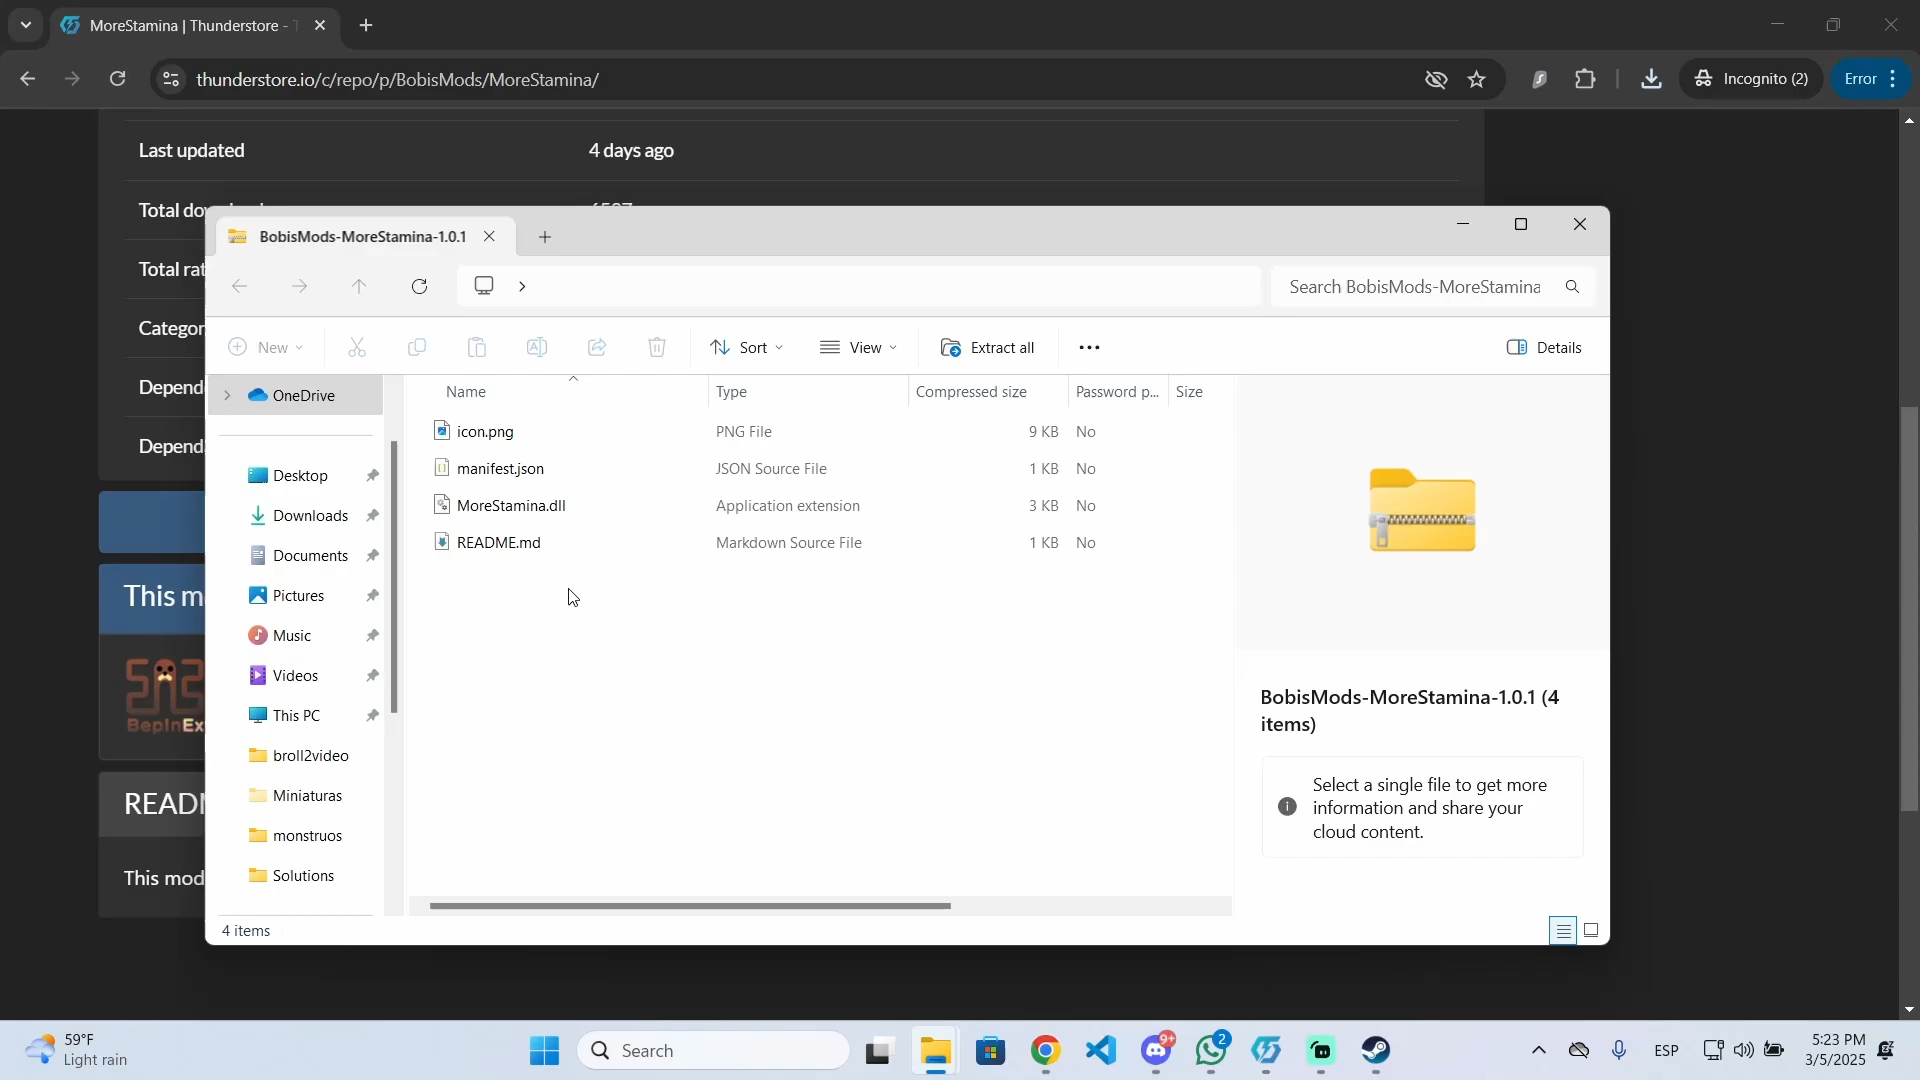 MoreStamina | Thunderstore -
thunderstore.io/c/repo/p/BobisMods/MoreStamina/
Incognito (2)
Error
Last updated
4 days ago
Total
Total rat
Categor
Depend
Depend
This m
BepInEx
READM
This mod
BobisMods-MoreStamina-1.0.1
Search BobisMods-MoreStamina
New
Sort
View
Extract all
Details
OneDrive
Desktop
Downloads
Documents
Pictures
Music
Videos
This PC
broll2video
Miniaturas
monstruos
Solutions
Name
Type
Compressed size
Password p...
Size
icon.png
PNG File
9 KB
No
manifest.json
JSON Source File
1 KB
No
MoreStamina.dll
Application extension
3 KB
No
README.md
Markdown Source File
1 KB
No
BobisMods-MoreStamina-1.0.1 (4
items)
Select a single file to get more
information and share your
cloud content.
4 items
59°F
Light rain
Search
9+
2
ESP
5:23 PM
3/5/2025